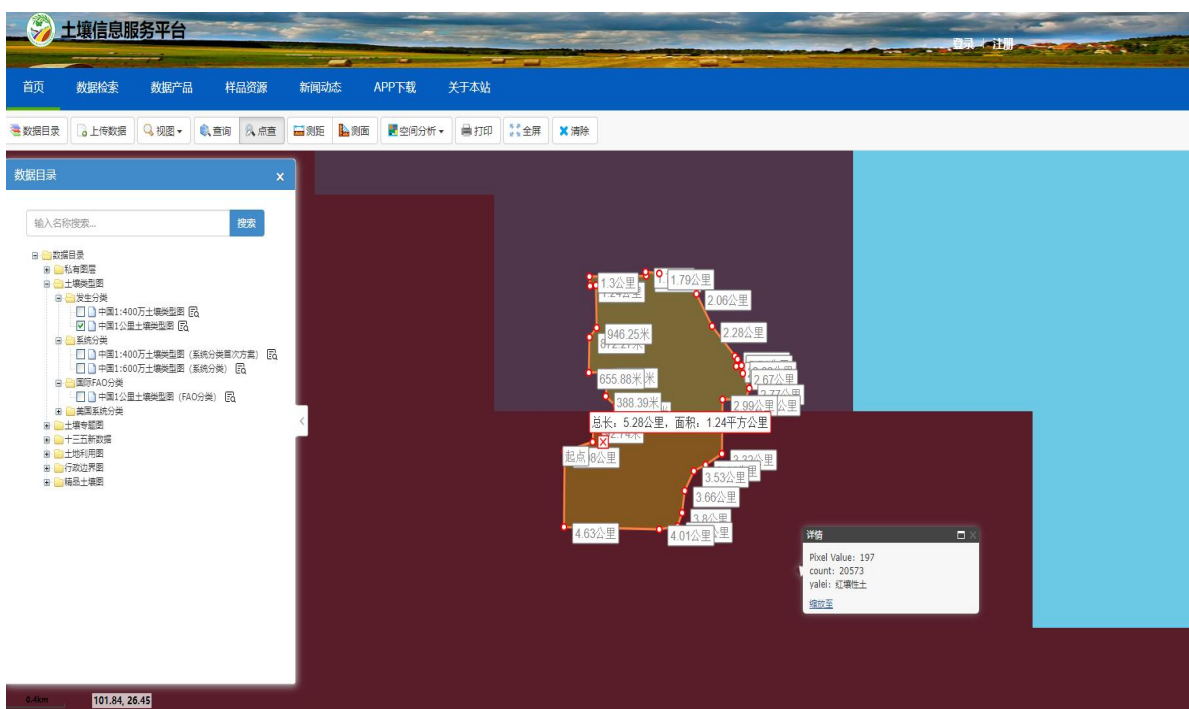 土壤信息服务平台
登录 | 注册
首页 数据检索 数据产品 样品资源 新闻动态 APP下载 关于本站
数据目录 上传数据 视图 查询 点查 测距 测面 空间分析 打印 全屏 清除
数据目录 x
输入名称搜索... 搜索
数据目录
私有图层
土壤类型图
发生分类
中国1:400万土壤类型图
中国1公里土壤类型图
系统分类
中国1:400万土壤类型图（系统分类首次方案）
中国1:600万土壤类型图（系统分类）
国际FAO分类
中国1公里土壤类型图（FAO分类）
美国系统分类
土壤专题图
十三五新数据
土地利用图
行政边界图
精品土壤图
1.3公里
1.79公里
2.06公里
946.25米
2.28公里
655.88米 米
2.67公里
388.39米
2.99公里 公里
总长：5.28公里，面积：1.24平方公里
起点
3.53公里
3.66公里
3.8公里
4.63公里
4.01公里
详情
Pixel Value: 197
count: 20573
yalei: 红壤性土
缩放至
0.4km
101.84, 26.45